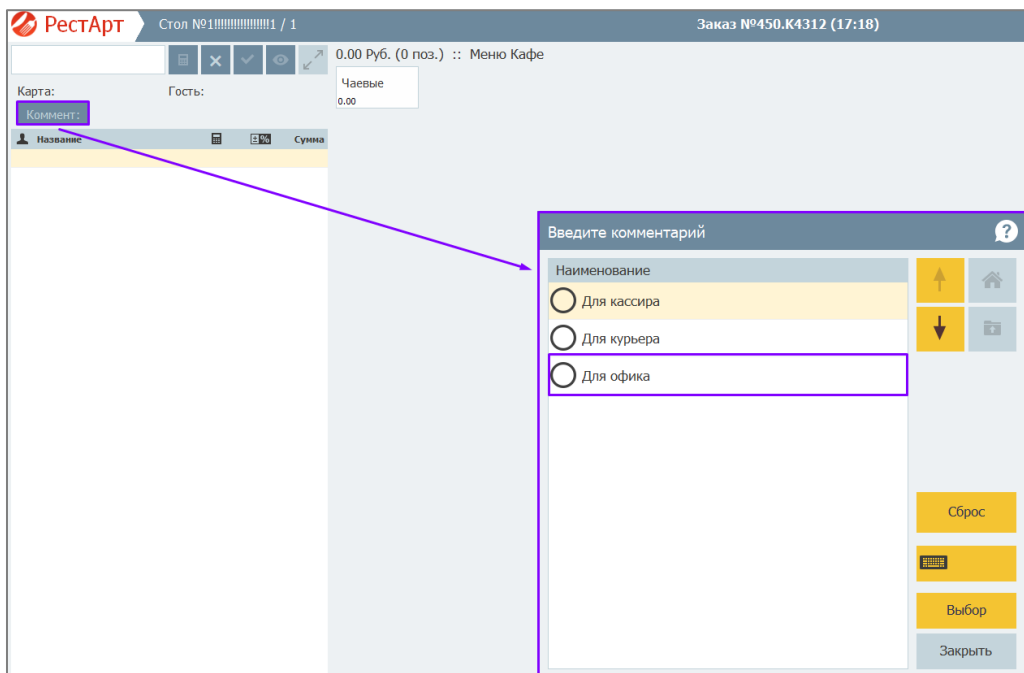 РестАрт
Стол №1!!!!!!!!!!!!!!!!!1 / 1
Заказ №450.К4312 (17:18)
0.00 Руб. (0 поз.) :: Меню Кафе
Чаевые
0.00
Карта:
Гость:
Коммент:
Название
±%
Сумма
Введите комментарий
?
Наименование
Для кассира
Для курьера
Для офика
Сброс
Выбор
Закрыть